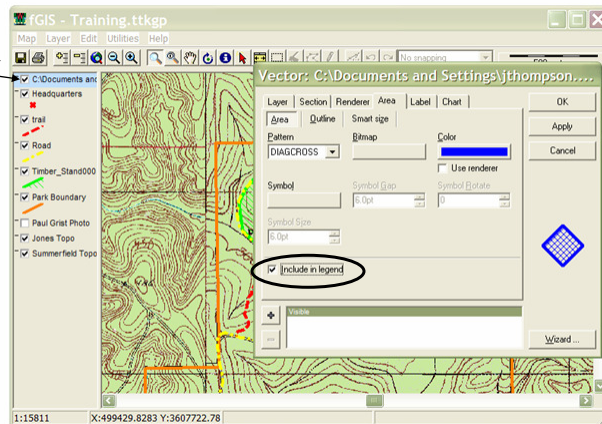 fGIS - Training.ttkgp
Map Layer Edit Utilities Help
No snapping
C:\Documents and
Headquarters
trail
Road
Timber_Stand000
Park Boundary
Paul Grist Photo
Jones Topo
Summerfield Topo
Vector: C:\Documents and Settings\jthompson....
Layer Section Renderer Area Label Chart
Area Outline Smart size
Pattern Bitmap Color
DIAGCROSS
Use renderer
Symbol Symbol Gap Symbol Rotate
6.0pt 0
Symbol Size
6.0pt
Include in legend
Visible
OK
Apply
Cancel
Wizard ...
1:15811 X:499429.8283 Y:3607722.78